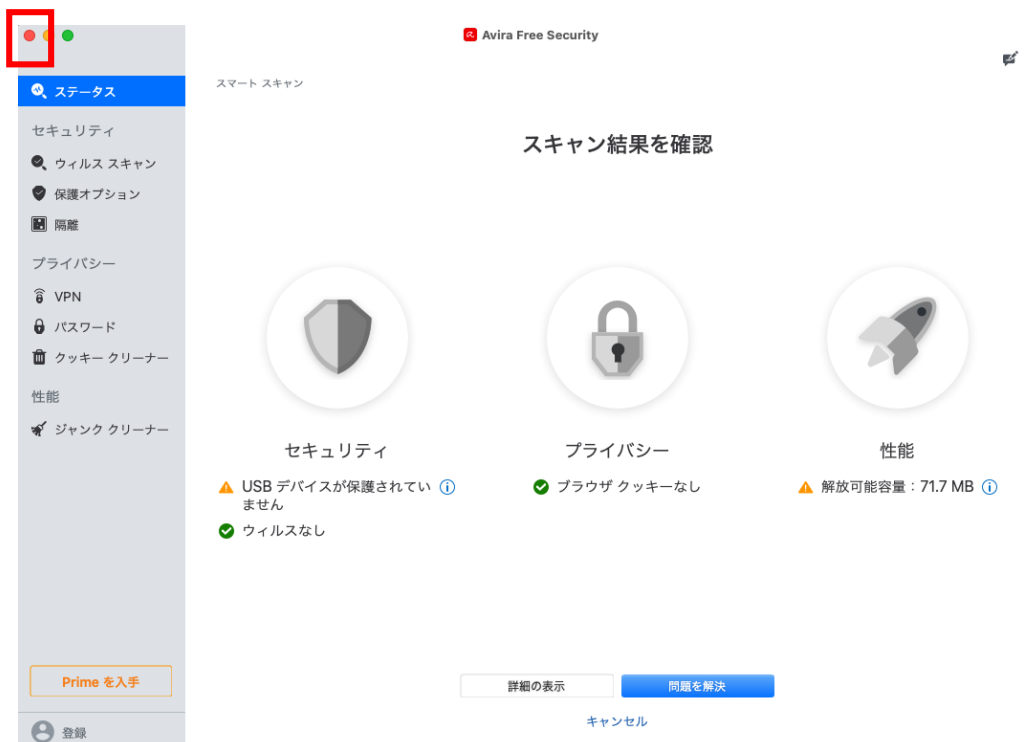 Avira Free Security
ステータス
セキュリティ
ウィルス スキャン
保護オプション
隔離
プライバシー
VPN
パスワード
クッキー クリーナー
性能
ジャンク クリーナー
Prime を入手
登録
スマート スキャン
スキャン結果を確認
セキュリティ
USB デバイスが保護されてい
ません
ウィルスなし
プライバシー
ブラウザ クッキーなし
性能
解放可能容量：71.7 MB
詳細の表示
問題を解決
キャンセル